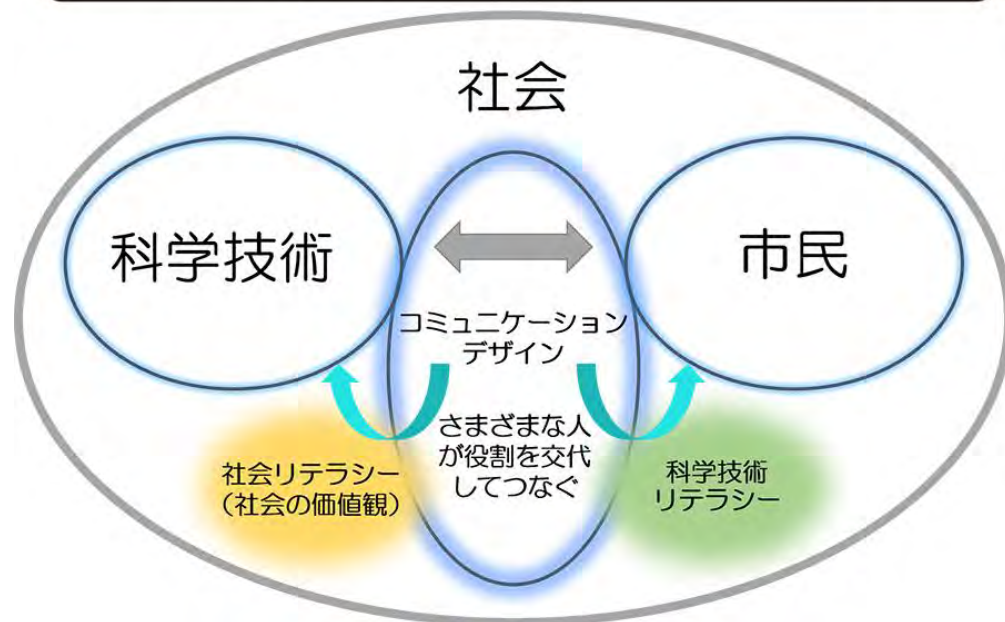 社会
科学技術
市民
コミュニケーション
デザイン
さまざまな人
が役割を交代
してつなぐ
社会リテラシー
（社会の価値観）
科学技術
リテラシー